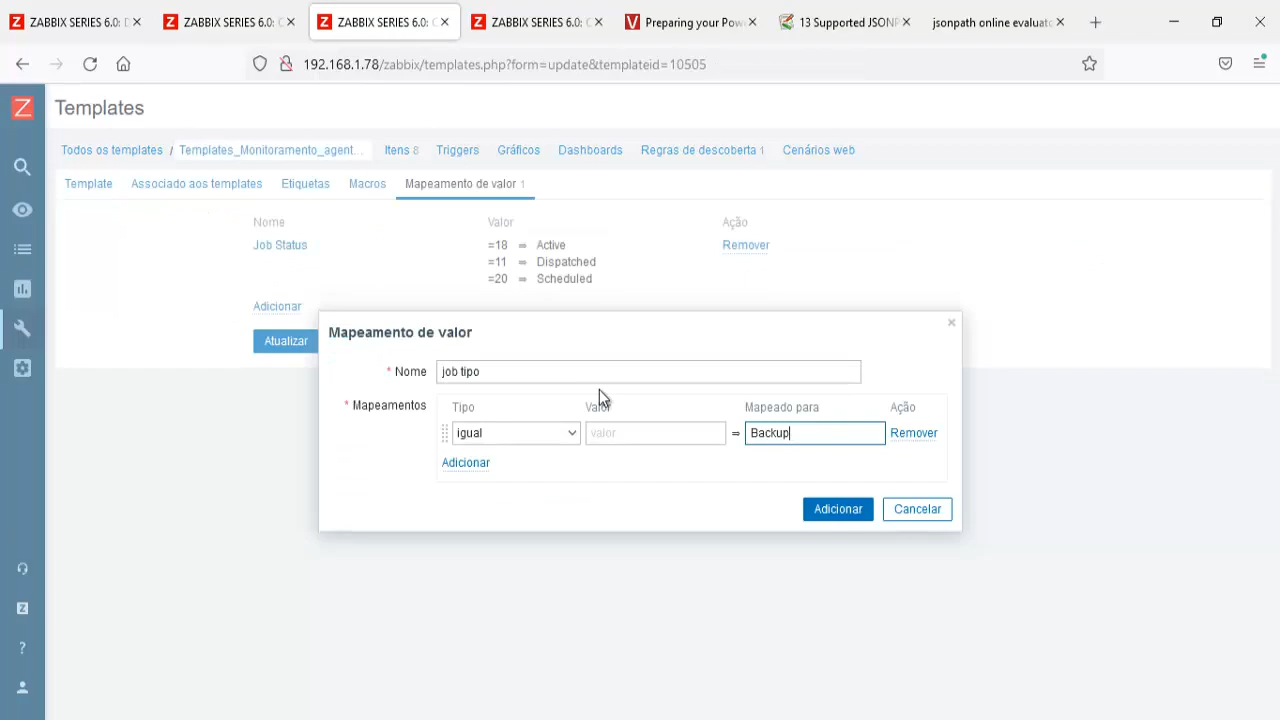 ZABBIX SERIES 6.0: D
ZABBIX SERIES 6.0: C
ZABBIX SERIES 6.0: C
ZABBIX SERIES 6.0: C
Preparing your Pow
13 Supported JSONP
jsonpath online evaluato
192.168.1.78/zabbix/templates.php?form=update&templateid=10505
Templates
Todos os templates / Templates_Monitoramento_agent... Itens 8 Triggers Gráficos Dashboards Regras de descoberta 1 Cenários web
Template Associado aos templates Etiquetas Macros Mapeamento de valor 1
Nome Valor Ação
Job Status =18 ⇒ Active Remover
=11 ⇒ Dispatched
=20 ⇒ Scheduled
Adicionar
Atualizar
Mapeamento de valor
* Nome job tipo
* Mapeamentos Tipo Valor Mapeado para Ação
igual valor ⇒ Backup Remover
Adicionar
Adicionar Cancelar